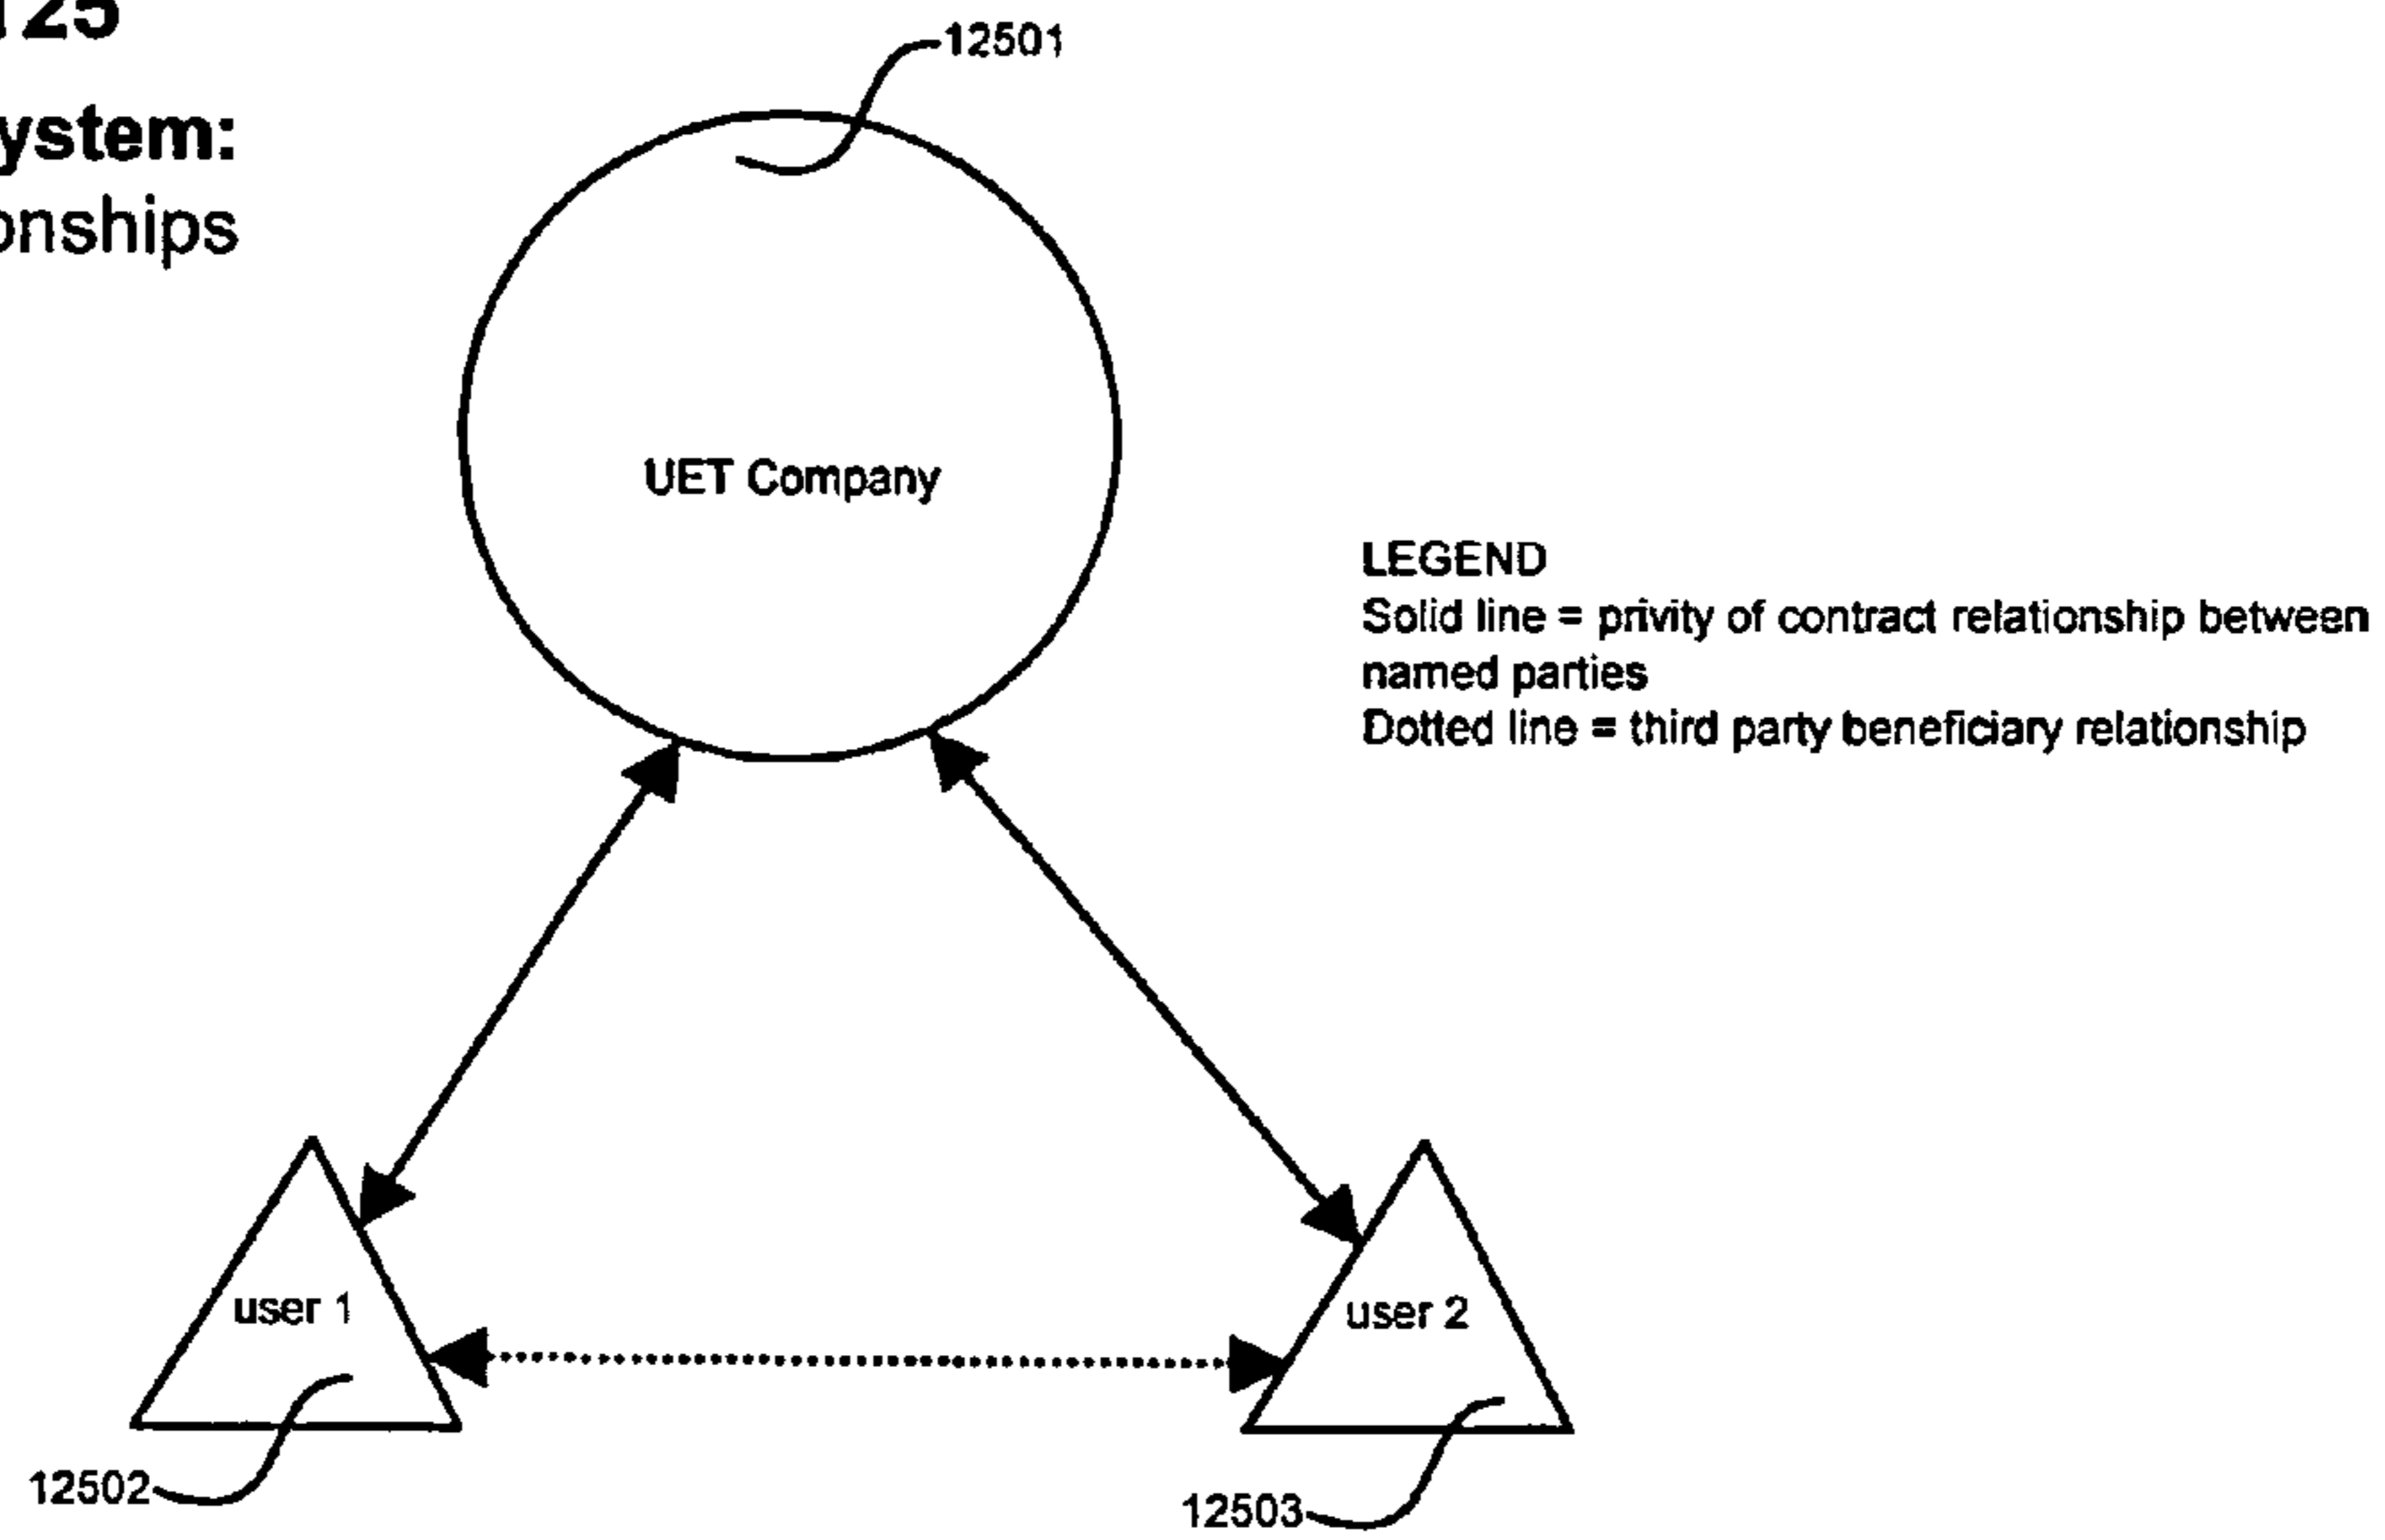 125
ystem:
onships
12501
UET Company
LEGEND
Solid line = privity of contract relationship between
named parties
Dotted line = third party beneficiary relationship
user 1
user 2
12502
12503